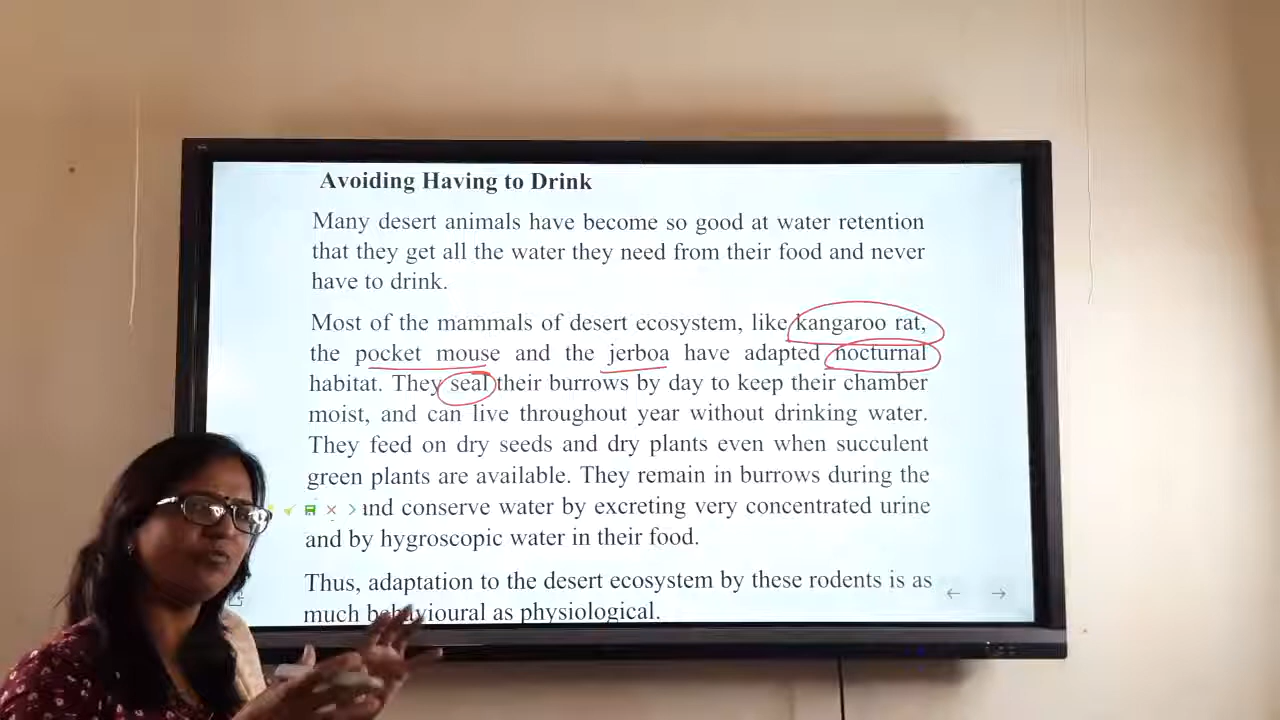 Avoiding Having to Drink
Many desert animals have become so good at water retention
that they get all the water they need from their food and never
have to drink.
Most of the mammals of desert ecosystem, like kangaroo rat,
the pocket mouse and the jerboa have adapted nocturnal
habitat. They seal their burrows by day to keep their chamber
moist, and can live throughout year without drinking water.
They feed on dry seeds and dry plants even when succulent
green plants are available. They remain in burrows during the
and conserve water by excreting very concentrated urine
and by hygroscopic water in their food.
Thus, adaptation to the desert ecosystem by these rodents is as
much behavioural as physiological.